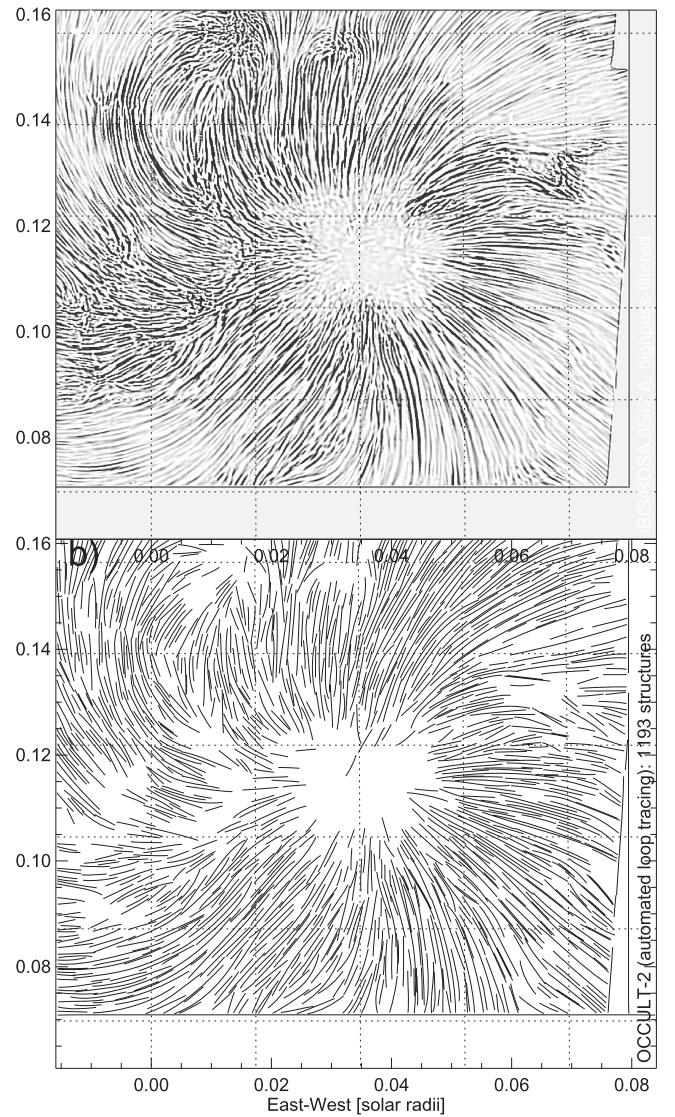 0.16
0.14
0.12
0.10
0.08
IBIS/ROSA 8542 A, highpass-filtered
b)
0.16
0.00 0.02 0.04 0.06 0.08
0.14
0.12
0.10
0.08
OCCULT-2 (automated loop tracing): 1193 structures
0.00 0.02 0.04 0.06 0.08
East-West [solar radii]